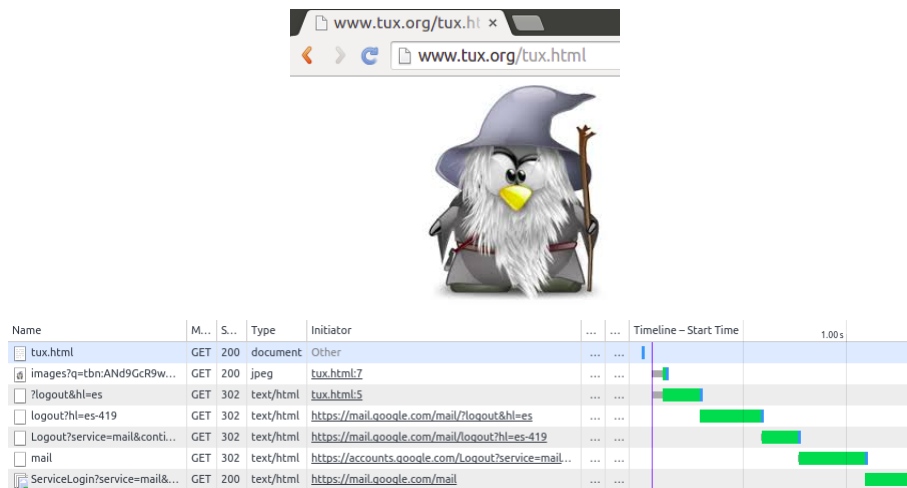 www.tux.org/tux.ht ×
www.tux.org/tux.html
Name M... S... Type Initiator ... ... Timeline – Start Time 1.00 s
tux.html GET 200 document Other ... ...
images?q=tbn:ANd9GcR9w... GET 200 jpeg tux.html:7 ... ...
?logout&hl=es GET 302 text/html tux.html:5 ... ...
logout?hl=es-419 GET 302 text/html https://mail.google.com/mail/?logout&hl=es ... ...
Logout?service=mail&conti... GET 302 text/html https://mail.google.com/mail/logout?hl=es-419 ... ...
mail GET 302 text/html https://accounts.google.com/Logout?service=mail... ... ...
ServiceLogin?service=mail&... GET 200 text/html https://mail.google.com/mail ... ...